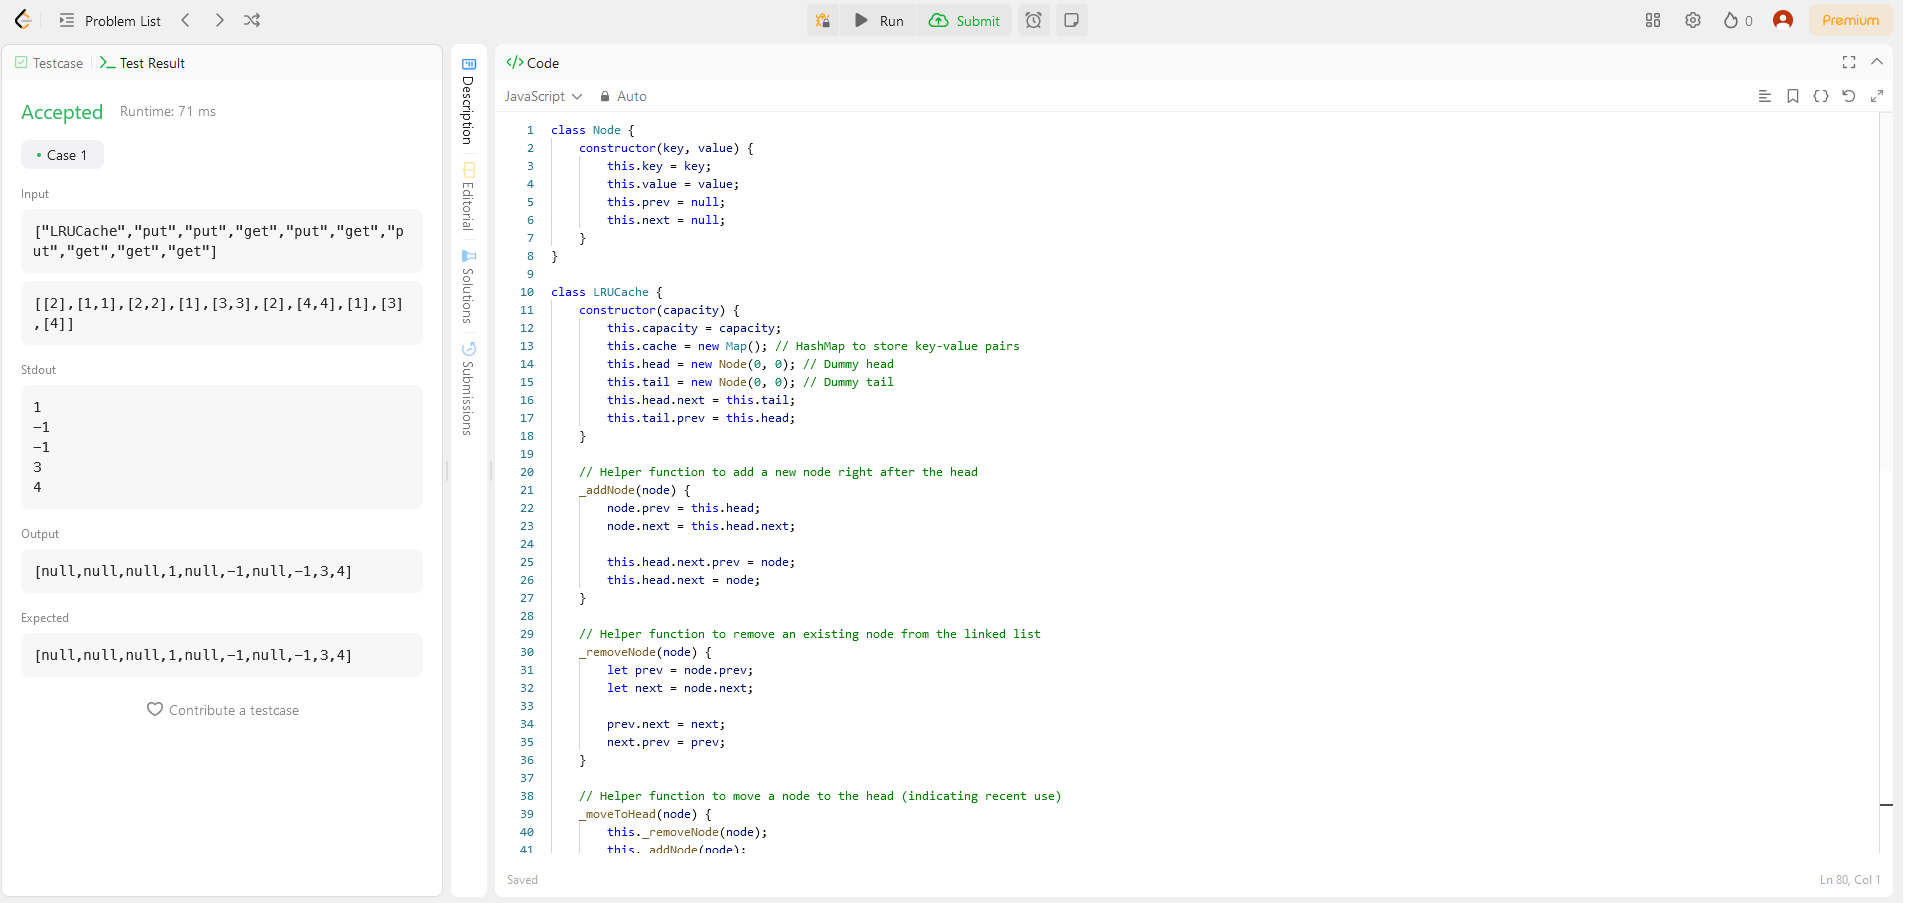 Problem List
Run
Submit
0
Premium
Testcase
Test Result
Accepted
Runtime: 71 ms
• Case 1
Input
["LRUCache","put","put","get","put","get","p
ut","get","get","get"]
[[2],[1,1],[2,2],[1],[3,3],[2],[4,4],[1],[3]
,[4]]
Stdout
1
-1
-1
3
4
Output
[null,null,null,1,null,-1,null,-1,3,4]
Expected
[null,null,null,1,null,-1,null,-1,3,4]
Contribute a testcase
Description
Editorial
Solutions
Submissions
</> Code
JavaScript
Auto
1 class Node {
2     constructor(key, value) {
3         this.key = key;
4         this.value = value;
5         this.prev = null;
6         this.next = null;
7     }
8 }
9
10 class LRUCache {
11     constructor(capacity) {
12         this.capacity = capacity;
13         this.cache = new Map(); // HashMap to store key-value pairs
14         this.head = new Node(0, 0); // Dummy head
15         this.tail = new Node(0, 0); // Dummy tail
16         this.head.next = this.tail;
17         this.tail.prev = this.head;
18     }
19
20     // Helper function to add a new node right after the head
21     _addNode(node) {
22         node.prev = this.head;
23         node.next = this.head.next;
24
25         this.head.next.prev = node;
26         this.head.next = node;
27     }
28
29     // Helper function to remove an existing node from the linked list
30     _removeNode(node) {
31         let prev = node.prev;
32         let next = node.next;
33
34         prev.next = next;
35         next.prev = prev;
36     }
37
38     // Helper function to move a node to the head (indicating recent use)
39     _moveToHead(node) {
40         this._removeNode(node);
41         this._addNode(node);
Saved
Ln 80, Col 1